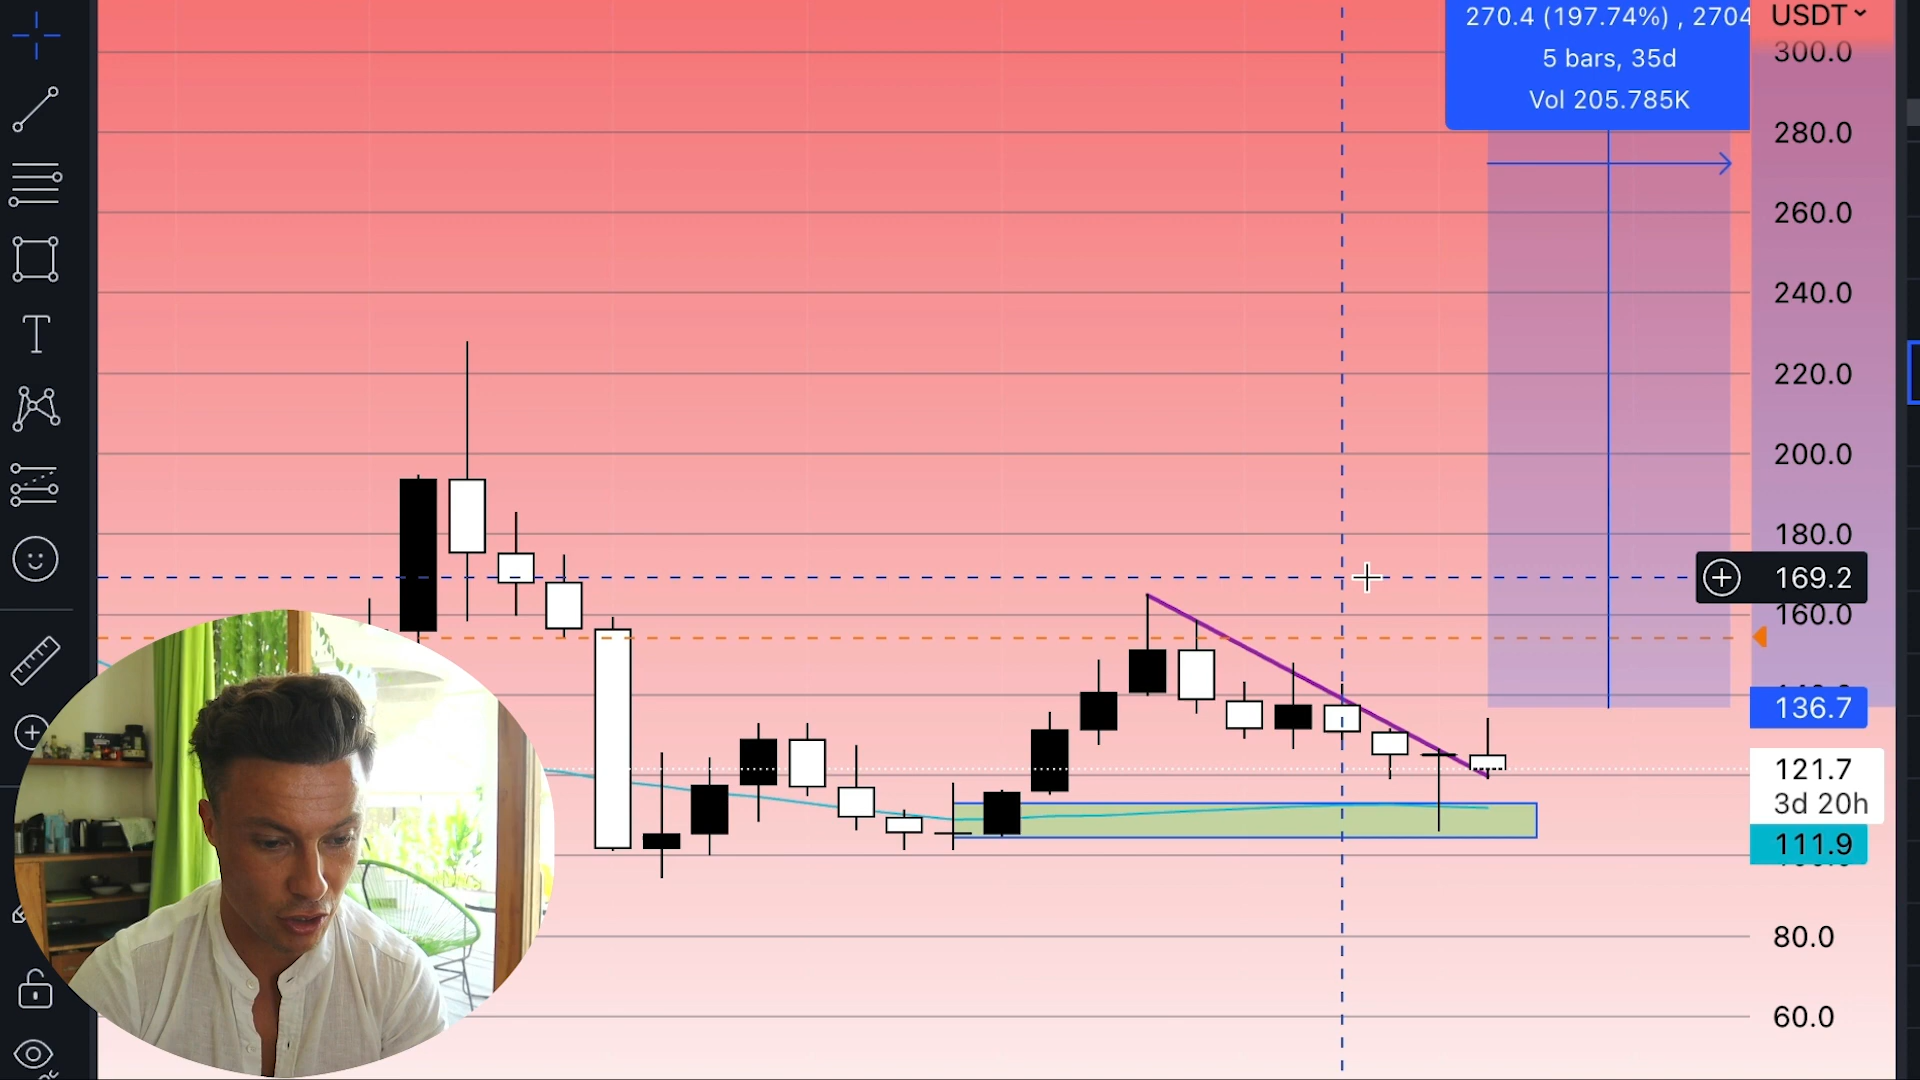 270.4 (197.74%) , 2704
5 bars, 35d
Vol 205.785K
USDT
300.0
280.0
260.0
240.0
220.0
200.0
180.0
169.2
160.0
136.7
121.7
3d 20h
111.9
80.0
60.0
T